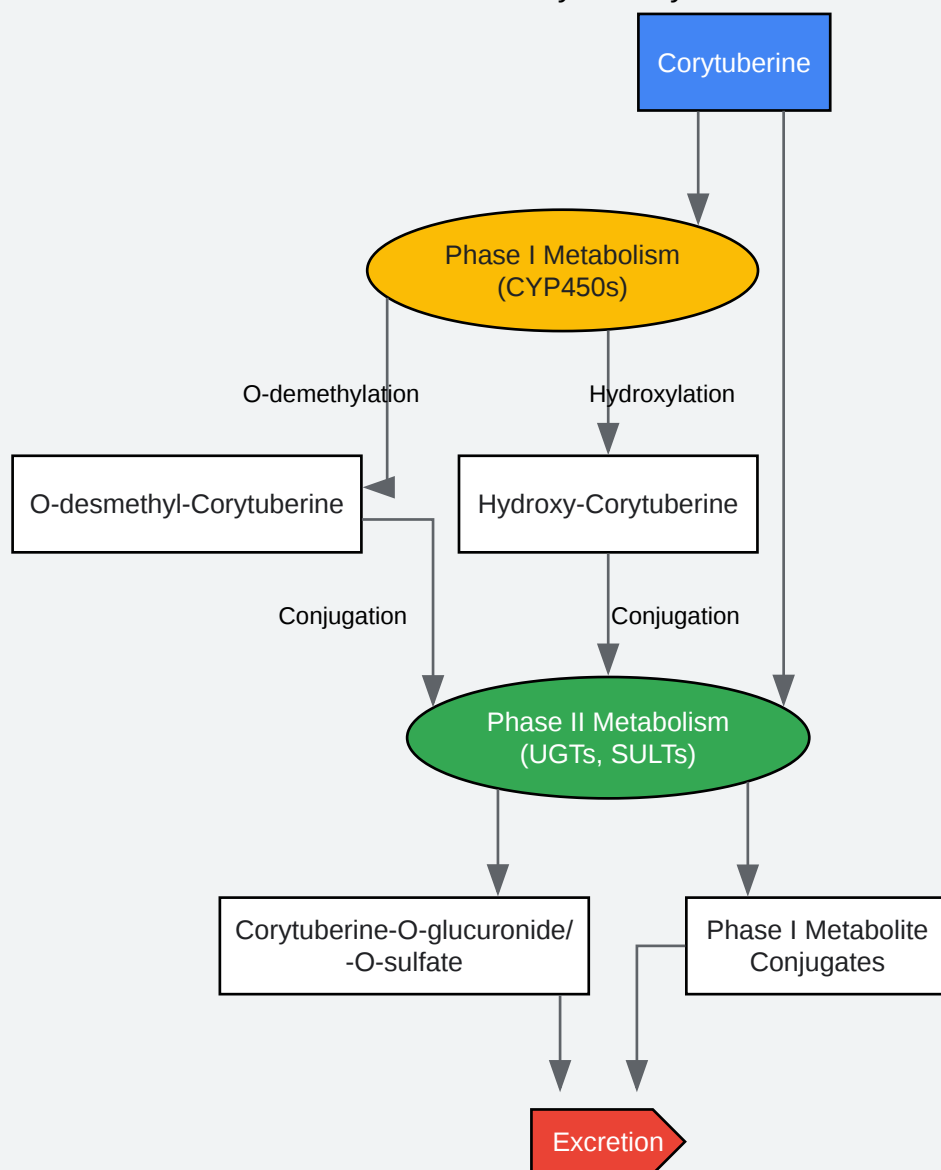 Corytuberine
Phase I Metabolism
(CYP450s)
O-demethylation
Hydroxylation
O-desmethyl-Corytuberine
Hydroxy-Corytuberine
Conjugation
Conjugation
Phase II Metabolism
(UGTs, SULTs)
Corytuberine-O-glucuronide/
-O-sulfate
Phase I Metabolite
Conjugates
Excretion